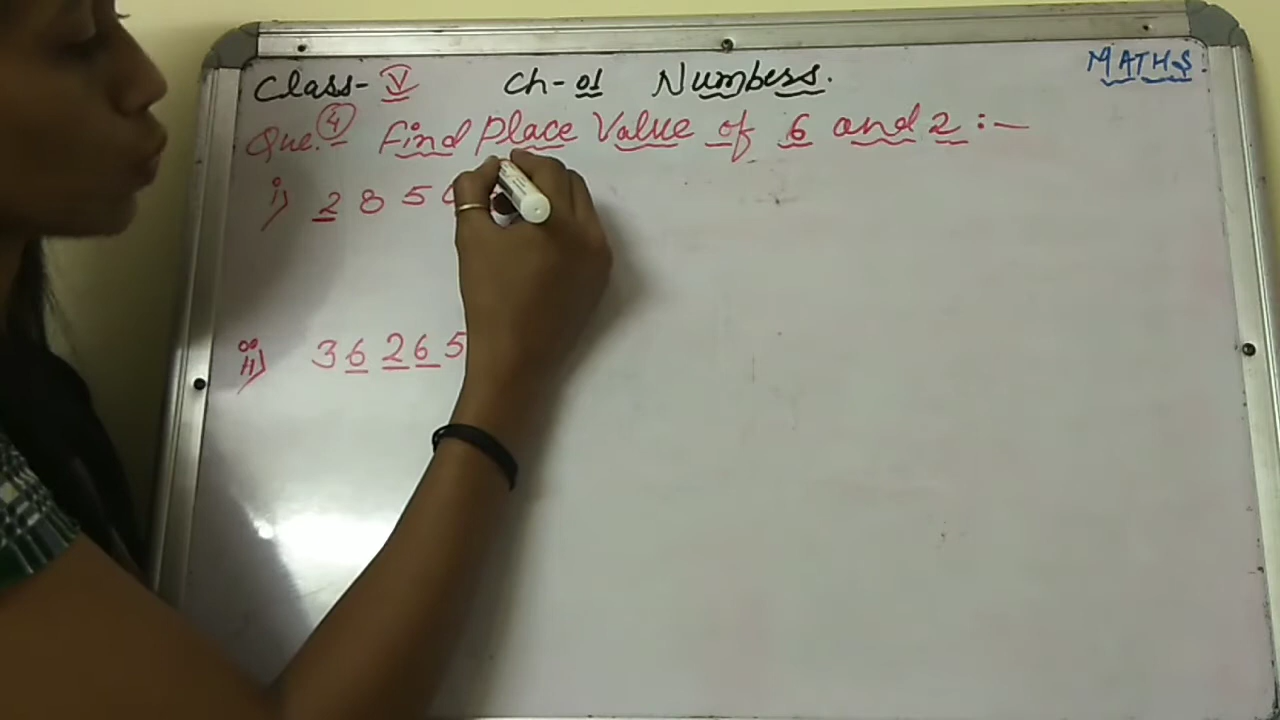 Class-V Ch-01 Numbers. MATHS.
Que. 4 Find Place Value of 6 and 2 :-
i) 2 8 5
ii) 3 6 2 6 5